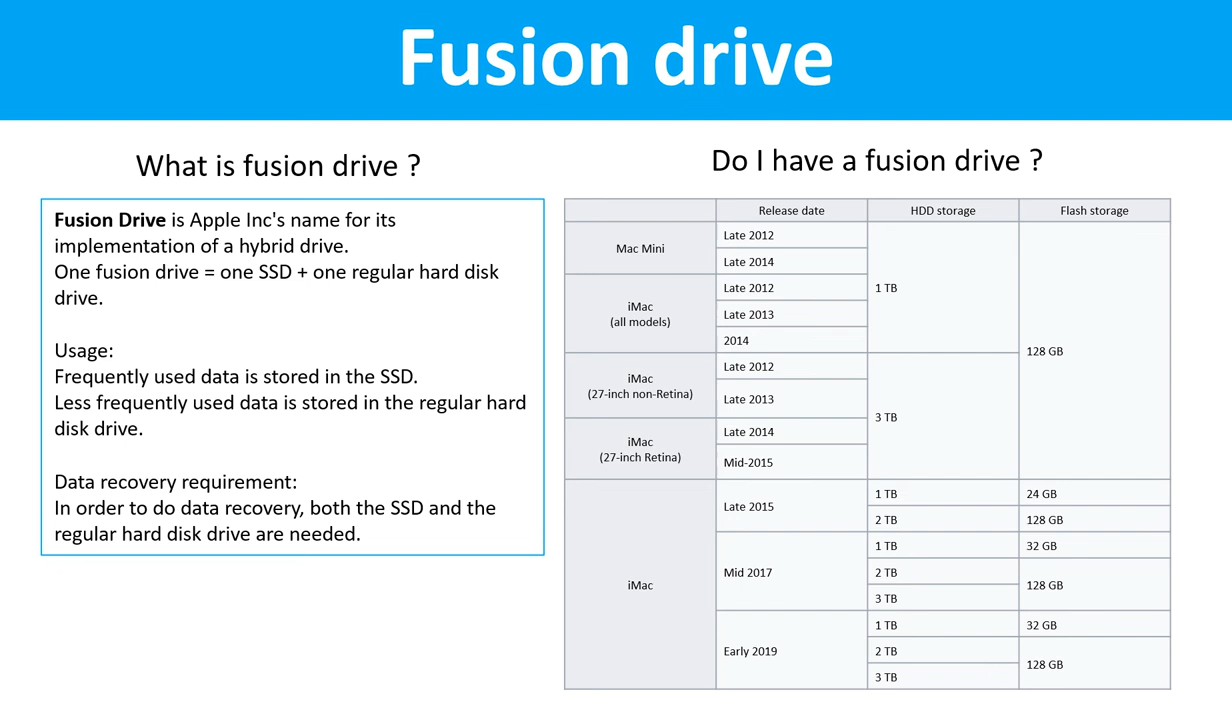 Fusion drive
What is fusion drive ?
Fusion Drive is Apple Inc's name for its
implementation of a hybrid drive.
One fusion drive = one SSD + one regular hard disk
drive.
Usage:
Frequently used data is stored in the SSD.
Less frequently used data is stored in the regular hard
disk drive.
Data recovery requirement:
In order to do data recovery, both the SSD and the
regular hard disk drive are needed.
Do I have a fusion drive ?
Release date HDD storage Flash storage
Mac Mini
Late 2012
Late 2014
iMac
(all models)
Late 2012
Late 2013
2014
1 TB
iMac
(27-inch non-Retina)
Late 2012
Late 2013
iMac
(27-inch Retina)
Late 2014
Mid-2015
3 TB
128 GB
iMac
Late 2015
1 TB 24 GB
2 TB 128 GB
Mid 2017
1 TB 32 GB
2 TB
3 TB
128 GB
Early 2019
1 TB 32 GB
2 TB
3 TB
128 GB